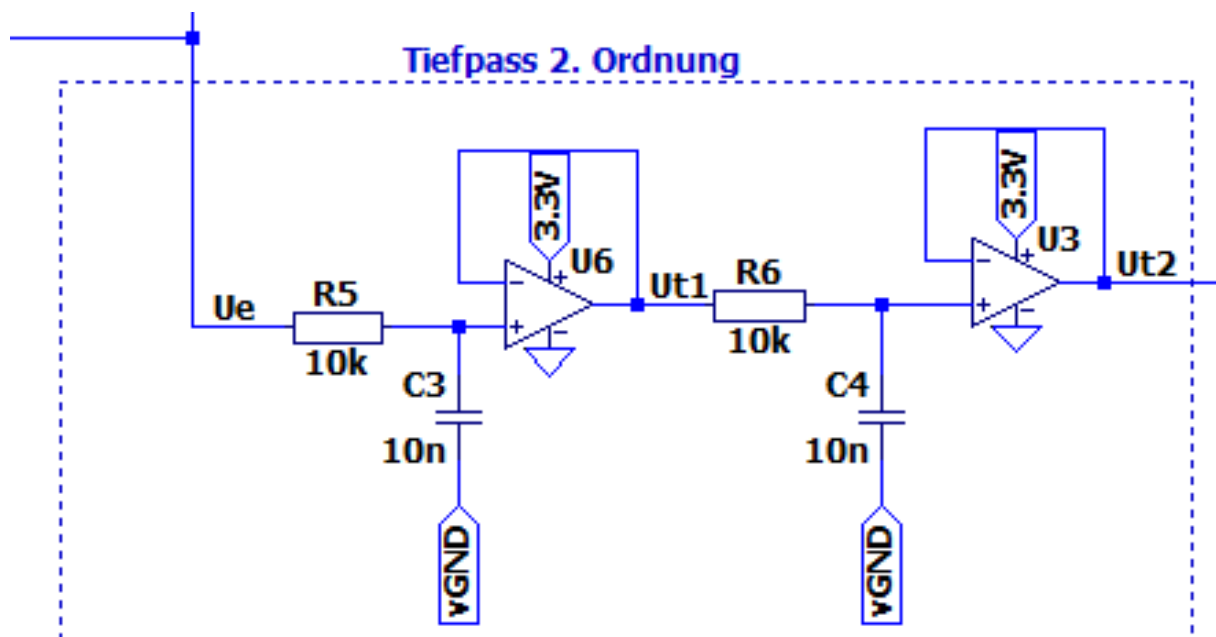 Tiefpass 2. Ordnung
3.3V
3.3V
U6
U3
Ue
R5
Ut1
R6
Ut2
10k
10k
C3
C4
10n
10n
vGND
vGND